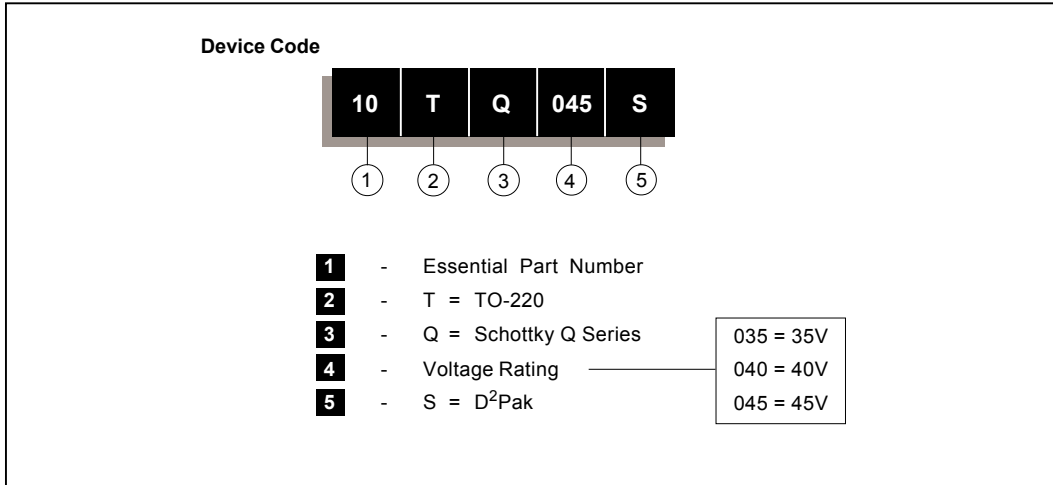 Device Code
10 T Q 045 S
1 2 3 4 5
1 - Essential Part Number
2 - T = TO-220
3 - Q = Schottky Q Series
4 - Voltage Rating
5 - S = D²Pak
035 = 35V
040 = 40V
045 = 45V